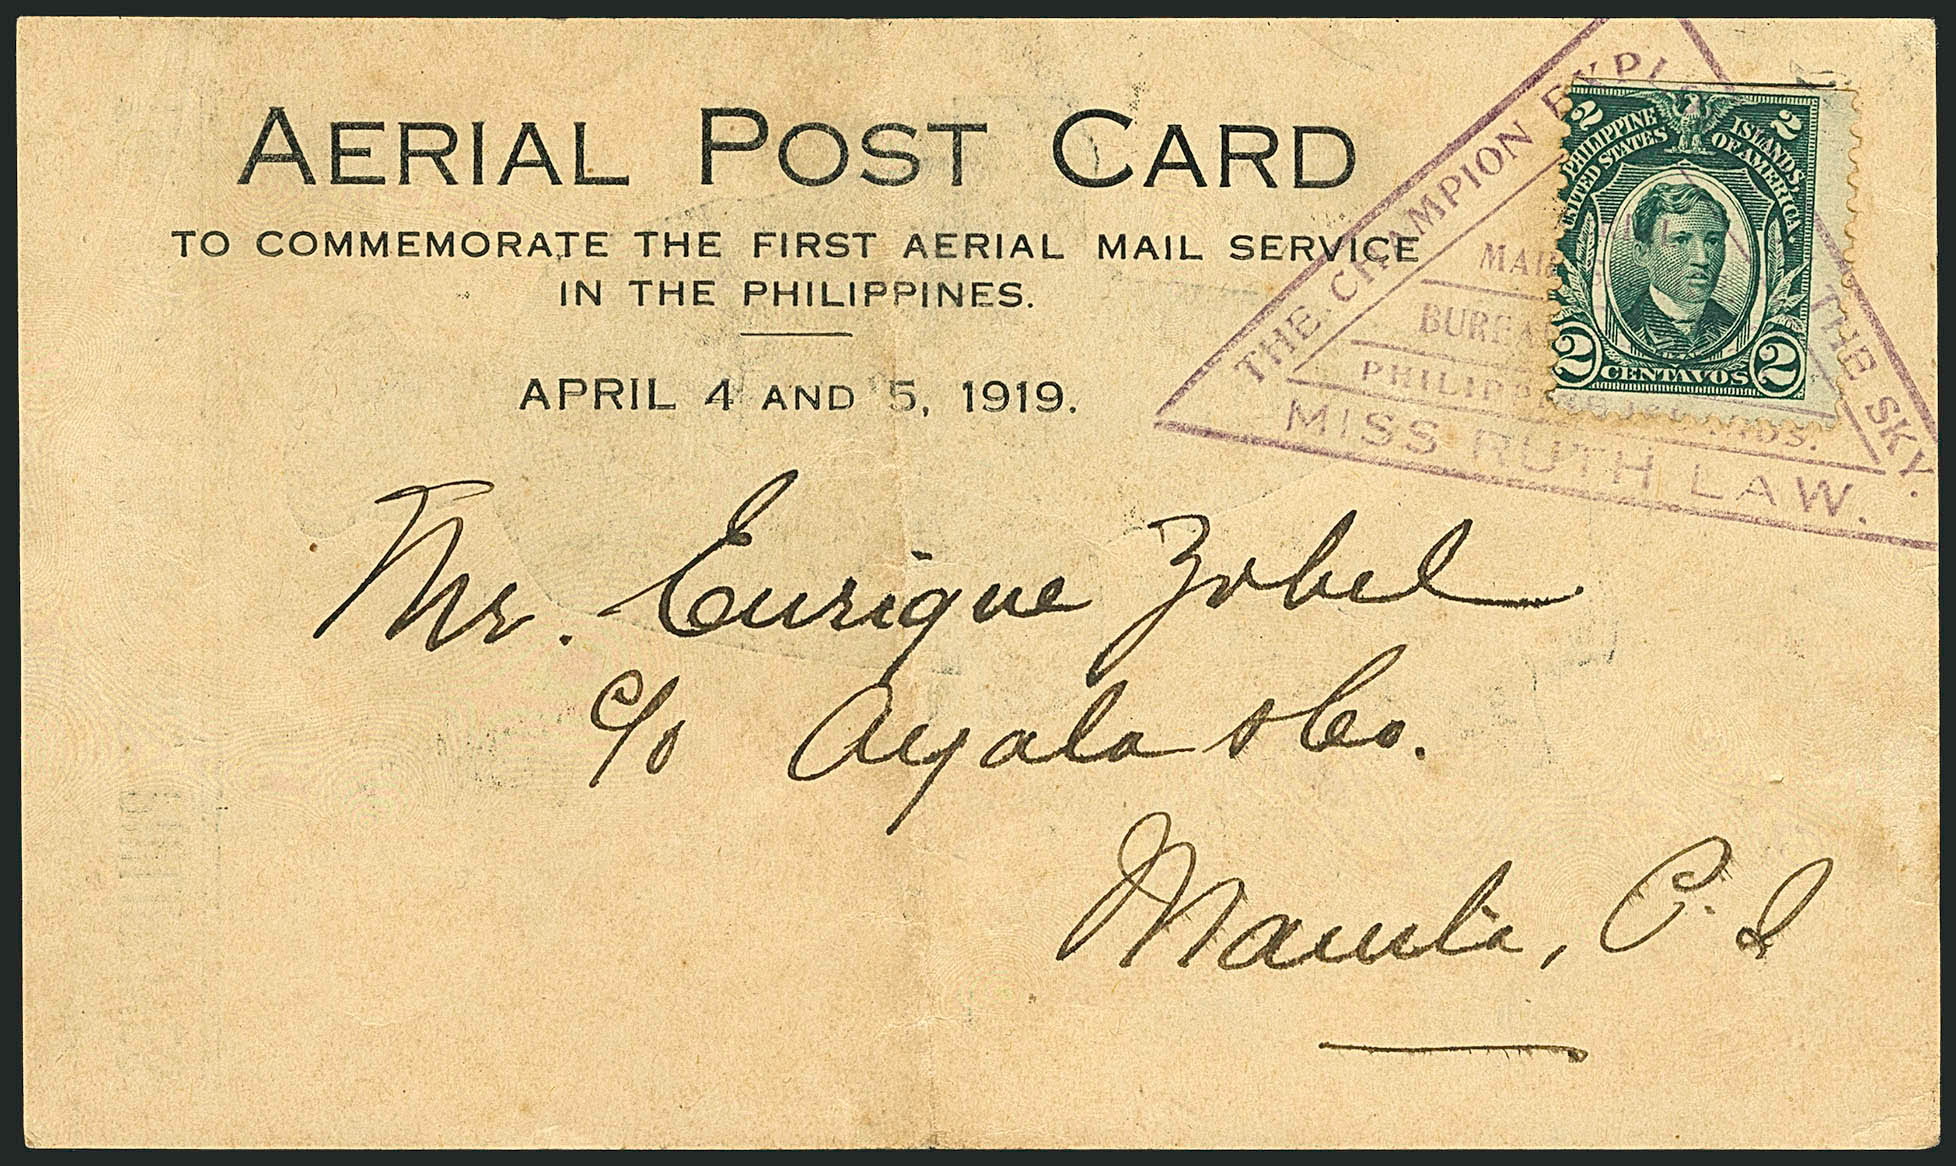 AERIAL POST CARD
TO COMMEMORATE THE FIRST AERIAL MAIL SERVICE
IN THE PHILIPPINES.
APRIL 4 AND 5, 1919.
THE CHAMPION
THE SKY.
BUREAU
MISS RUTH LAW.
2 2
PHILIPPINE ISLANDS.
UNITED STATES OF AMERICA.
2 CENTAVOS 2
Mr. Enrique Zobel
c/o Ayala & Co.
Manila, P. I